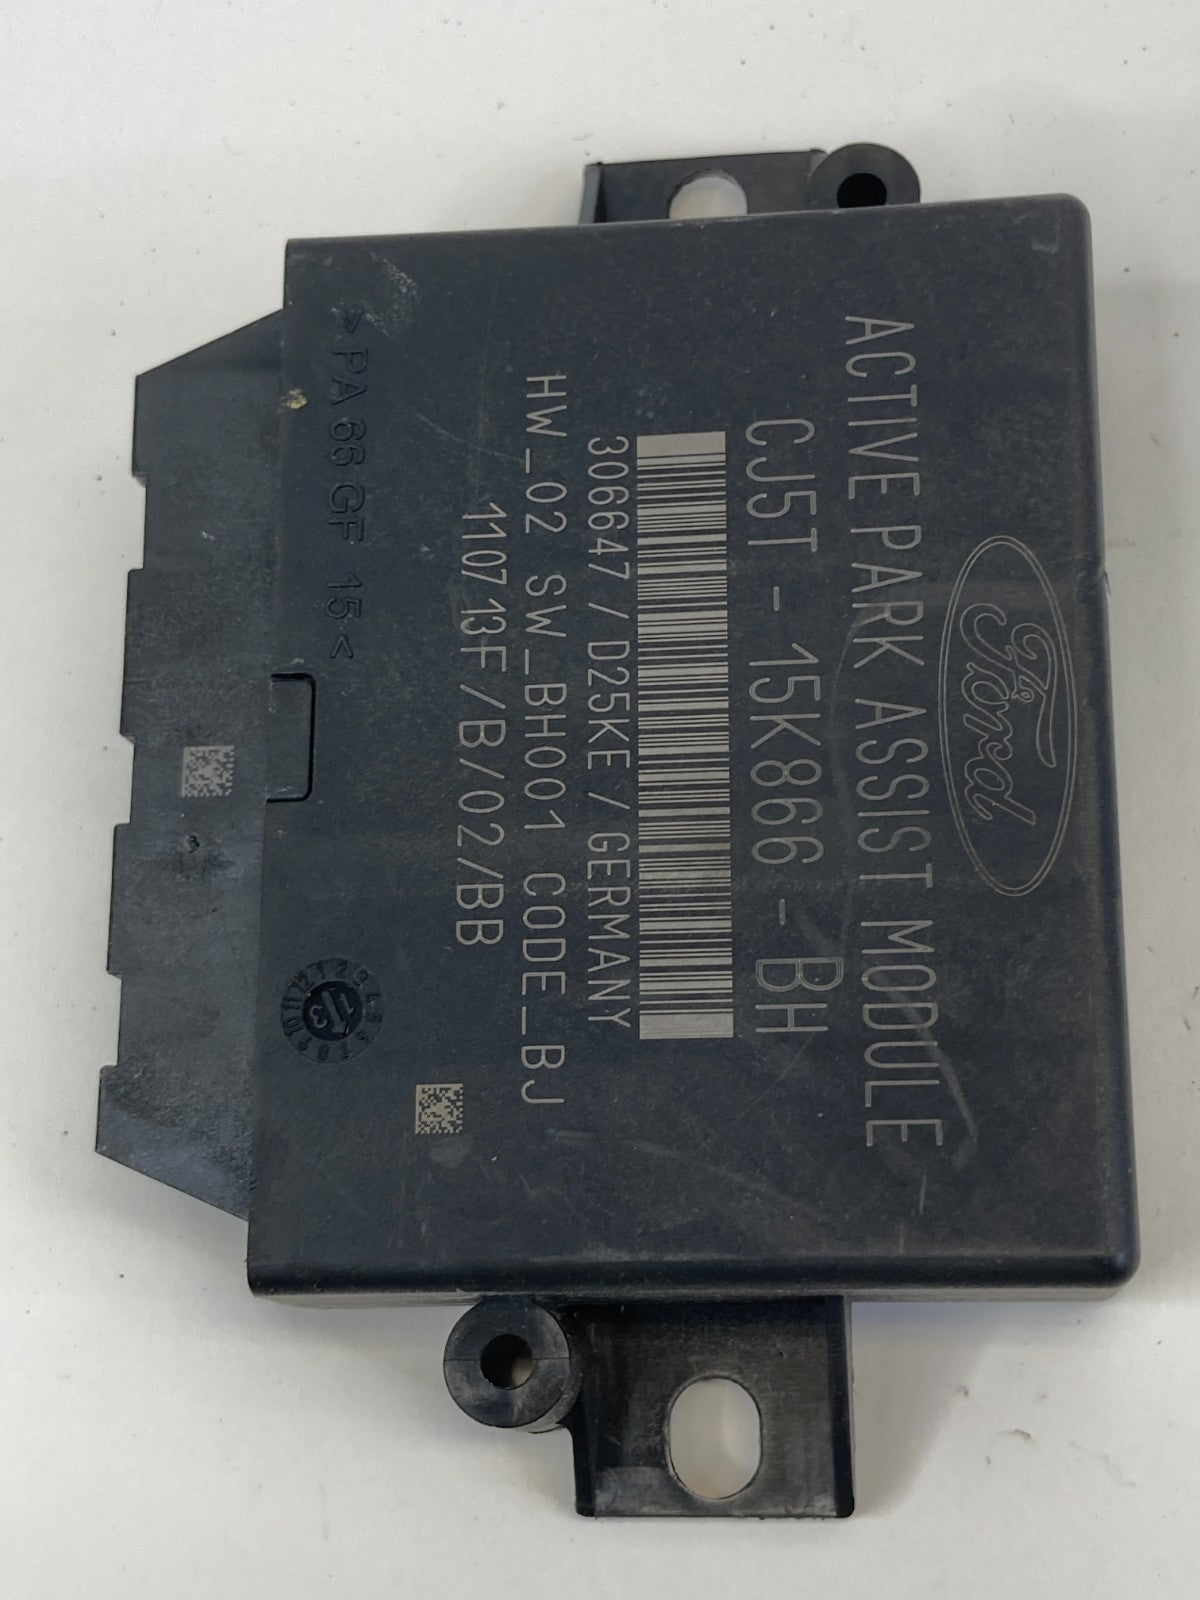 Ford
ACTIVE PARK ASSIST MODULE
CJ5T - 15K866 - BH
306647 / D25KE / GERMANY
HW_02 SW_BH001 CODE_BJ
110713F/B/02/BB
>PA 66 GF 15<